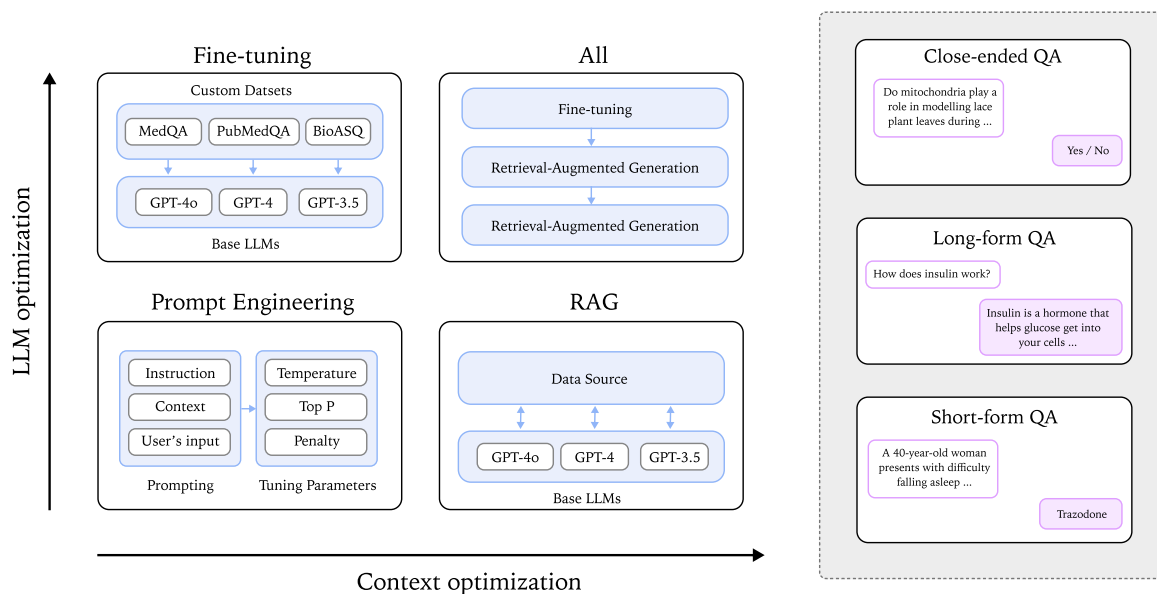 Fine-tuning
Custom Datsets
MedQA
PubMedQA
BioASQ
GPT-4o
GPT-4
GPT-3.5
Base LLMs
All
Fine-tuning
Retrieval-Augmented Generation
Retrieval-Augmented Generation
LLM optimization
Prompt Engineering
Instruction
Context
User's input
Prompting
Temperature
Top P
Penalty
Tuning Parameters
RAG
Data Source
GPT-4o
GPT-4
GPT-3.5
Base LLMs
Context optimization
Close-ended QA
Do mitochondria play a
role in modelling lace
plant leaves during ...
Yes / No
Long-form QA
How does insulin work?
Insulin is a hormone that
helps glucose get into
your cells ...
Short-form QA
A 40-year-old woman
presents with difficulty
falling asleep ...
Trazodone